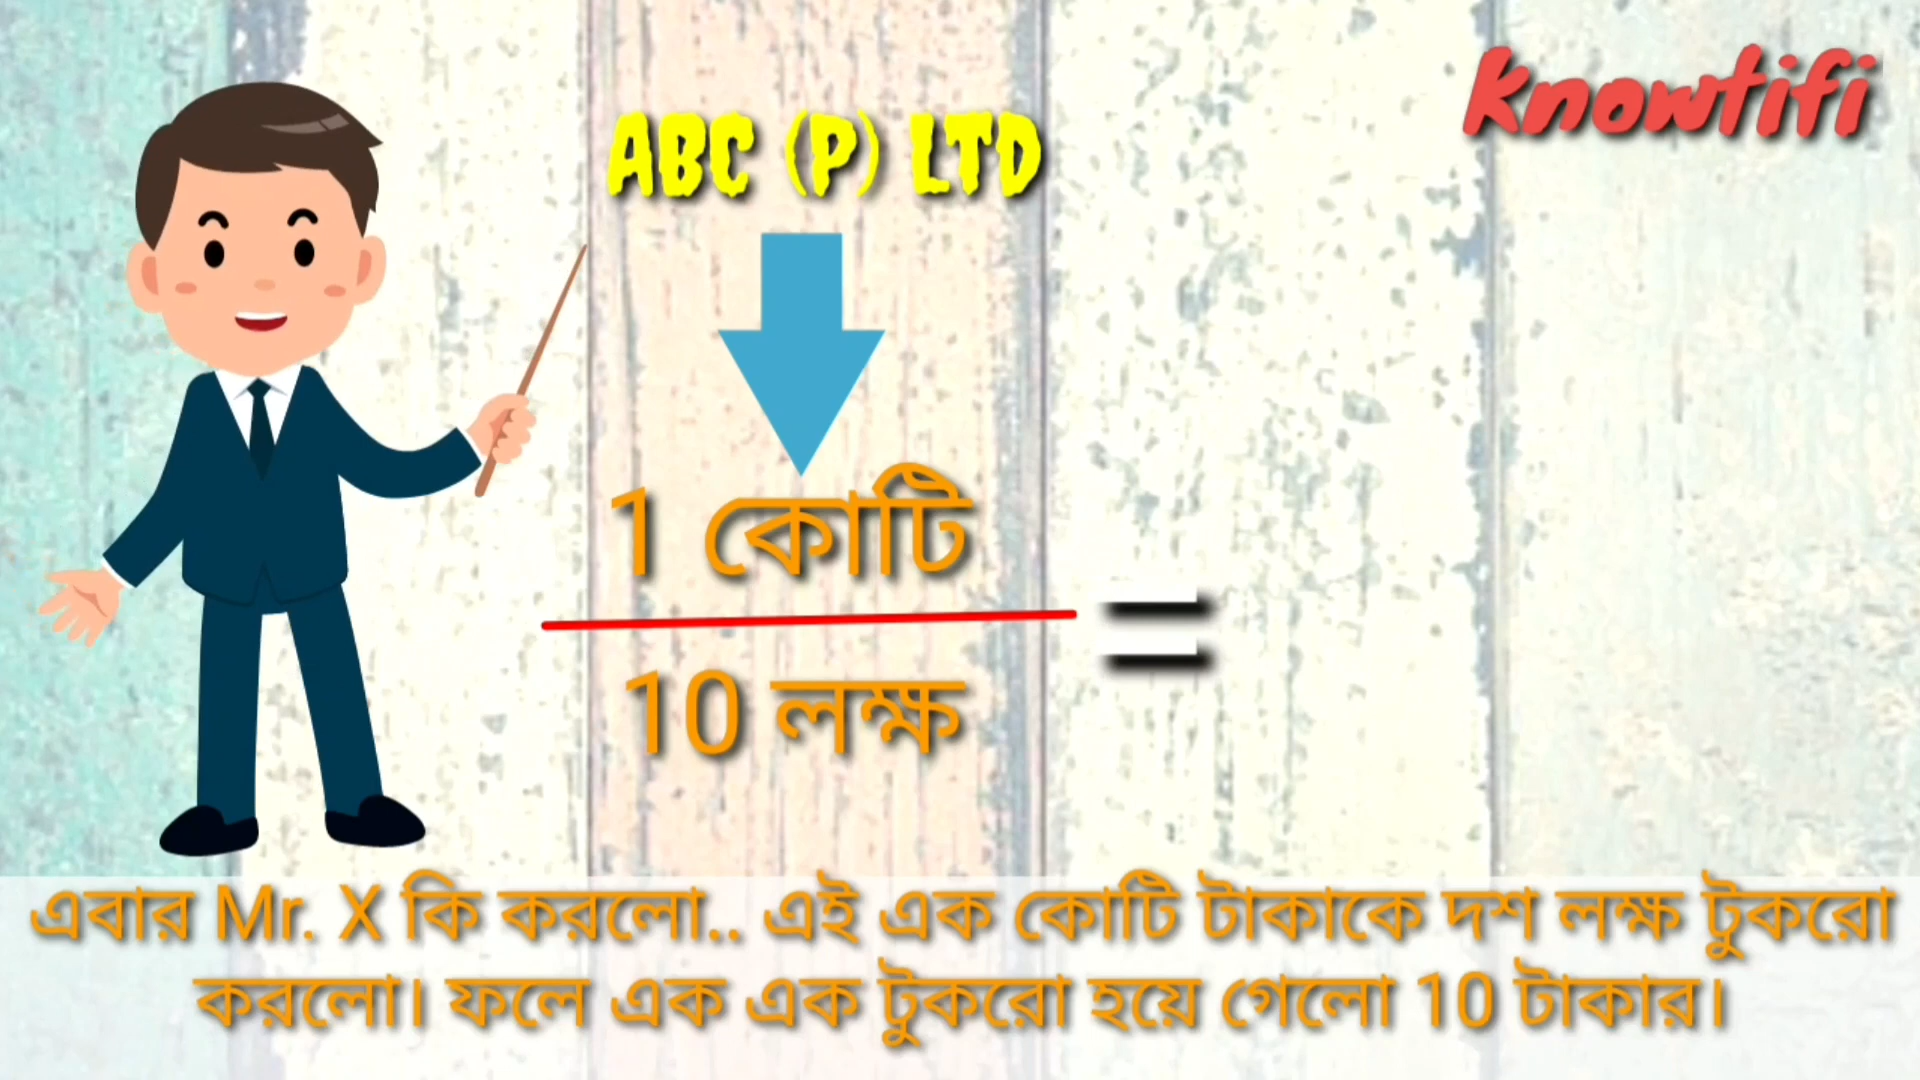 knowtifi
ABC (P) LTD
1 কোটি
10 লক্ষ
=
এবার Mr. X কি করলো.. এই এক কোটি টাকাকে দশ লক্ষ টুকরো
করলো। ফলে এক এক টুকরো হয়ে গেলো 10 টাকার।